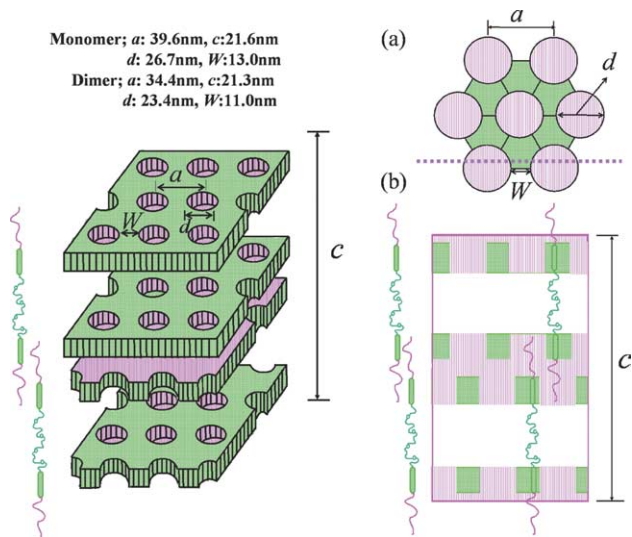 Monomer; a: 39.6nm, c:21.6nm
d: 26.7nm, W:13.0nm
Dimer; a: 34.4nm, c:21.3nm
d: 23.4nm, W:11.0nm
a
W
d
c
(a)
a
d
W
(b)
c